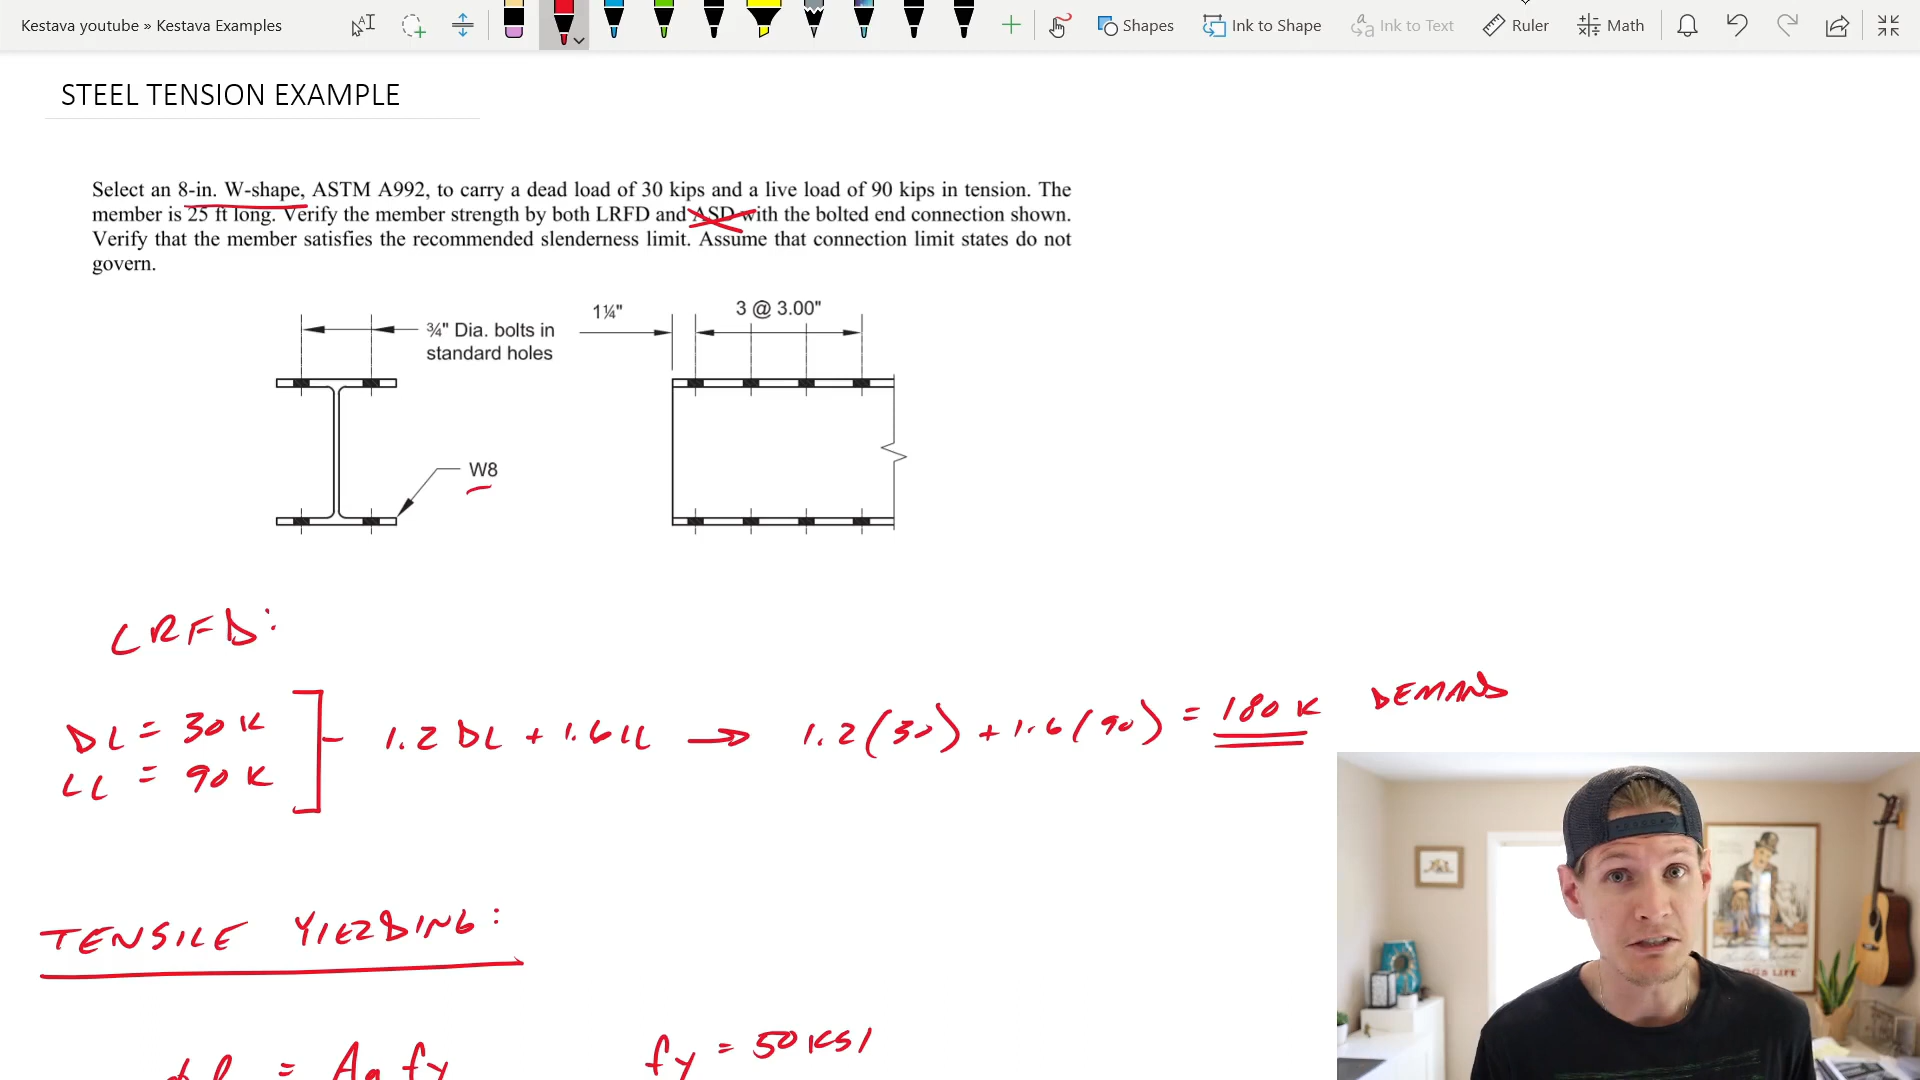 Kestava youtube » Kestava Examples
Shapes
Ink to Shape
Ink to Text
Ruler
Math
STEEL TENSION EXAMPLE
Select an 8-in. W-shape, ASTM A992, to carry a dead load of 30 kips and a live load of 90 kips in tension. The
member is 25 ft long. Verify the member strength by both LRFD and ASD with the bolted end connection shown.
Verify that the member satisfies the recommended slenderness limit. Assume that connection limit states do not
govern.
¾" Dia. bolts in
standard holes
1¼"
3 @ 3.00"
W8
LRFD:
DL = 30 K
LL = 90 K
1.2 DL + 1.6 LL → 1.2(30) + 1.6(90) = 180 K DEMAND
TENSILE YIELDING:
= Ag fy
fy = 50 KSI
LIFE